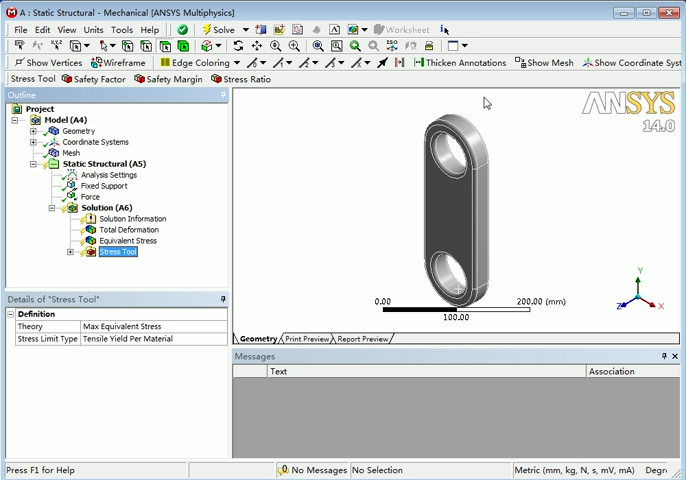 A : Static Structural - Mechanical [ANSYS Multiphysics]
File Edit View Units Tools Help Solve Worksheet
Show Vertices Wireframe Edge Coloring Thicken Annotations Show Mesh Show Coordinate Syst
Stress Tool Safety Factor Safety Margin Stress Ratio
Outline
Project
Model (A4)
Geometry
Coordinate Systems
Mesh
Static Structural (A5)
Analysis Settings
Fixed Support
Force
Solution (A6)
Solution Information
Total Deformation
Equivalent Stress
Stress Tool
Details of "Stress Tool"
Definition
Theory Max Equivalent Stress
Stress Limit Type Tensile Yield Per Material
ANSYS
14.0
0.00 200.00 (mm)
100.00
Y
Z X
Geometry Print Preview Report Preview
Messages
Text Association
Press F1 for Help 0 No Messages No Selection Metric (mm, kg, N, s, mV, mA) Degre